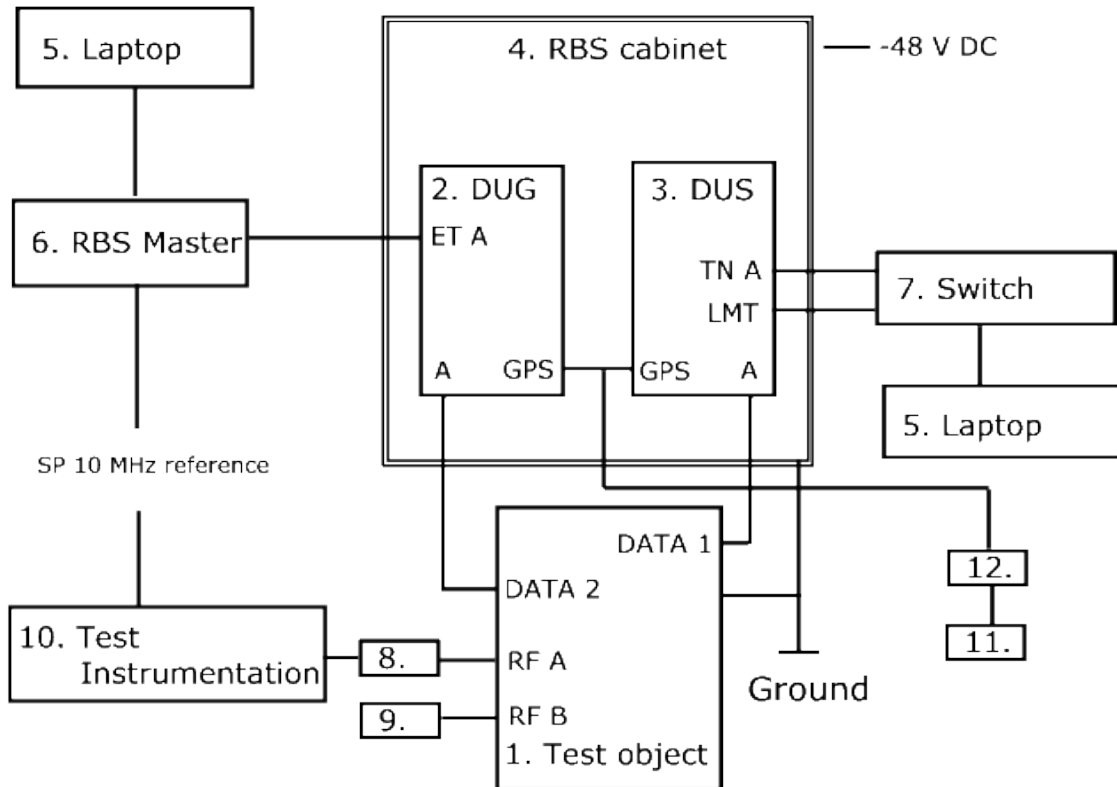 5. Laptop
4. RBS cabinet
-48 V DC
2. DUG
3. DUS
6. RBS Master
ET A
TN A
LMT
7. Switch
A
GPS
GPS
A
5. Laptop
SP 10 MHz reference
DATA 1
12.
DATA 2
10. Test
Instrumentation
8.
RF A
11.
Ground
9.
RF B
1. Test object